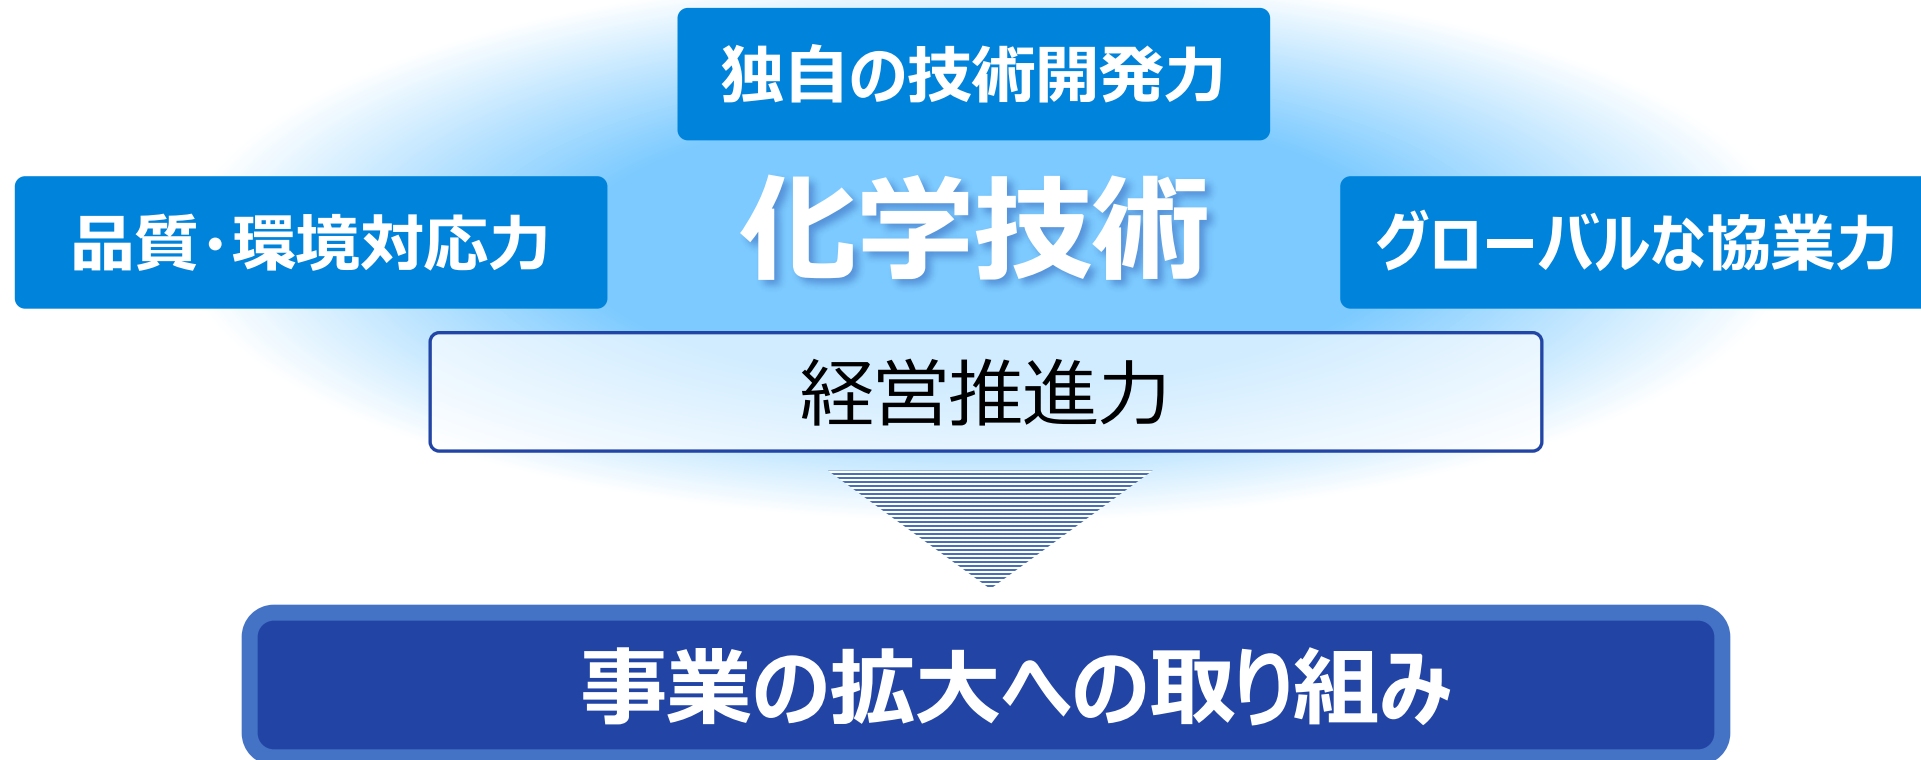 独自の技術開発力
化学技術
品質・環境対応力
グローバルな協業力
経営推進力
事業の拡大への取り組み